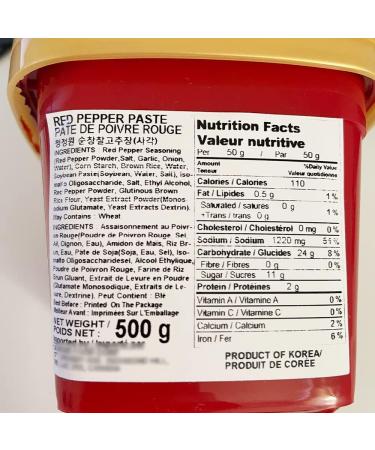 RED PEPPER PASTE
PATE DE POIVRE ROUGE
청정원 순창찰고추장(사각)
INGREDIENTS : Red Pepper Seasoning
(Red Pepper Powder,Salt, Garlic, Onion,
Water), Corn Starch, Brown Rice, Water,
Soybean Paste(Soybean, Water, Salt), Iso-
malto Oligosaccharide, Salt, Ethyl Alcohol,
Red Pepper Powder, Glutinous Brown
Rice Flour, Yeast Extract Powder(Monos-
odium Glutamate, Yeast Extracts Dextrin).
May Contains : Wheat
INGREDIENTS : Assaisonnement au Poiv-
ron Rouge(Poudre de Poivron Rouge, Sel,
Ail, Oignon, Eau), Amidon de Mais, Riz Br-
un, Eau, Pate de Soja(Soja, Eau, Sel), Iso-
malto Oligosaccharidesel, Alcool Ethylique,
Poudre de Poivron Rouge, Farine de Riz
Brun Gluant, Extrait de Levure en Poudre(
Glutamate Monosodique, Extraits de Levu-
re, Dextrine). Peut Contient : Blé
Best Before : Printed On The Package
Meilleur Avant : Imprimées Sur L'Emballage
NET WEIGHT /
POIDS NET : 500 g
Nutrition Facts
Valeur nutritive
Per 50 g / Par 50 g
Amount % Daily Value
Teneur % Valeur quotidienne
Calories / Calories 110
Fat / Lipides 0.5 g 1 %
Saturated / saturés 0 g
+Trans / trans 0 g 1 %
Cholesterol / Cholestérol 0 mg 0 %
Sodium / Sodium 1220 mg 51 %
Carbohydrate / Glucides 24 g 8 %
Fibre / Fibres 0 g 0 %
Sugar / Sucres 11 g
Protein / Protéines 2 g
Vitamin A / Vitamine A 0 %
Vitamin C / Vitamine C 0 %
Calcium / Calcium 2 %
Iron / Fer 6 %
PRODUCT OF KOREA/
PRODUIT DE CORÉE